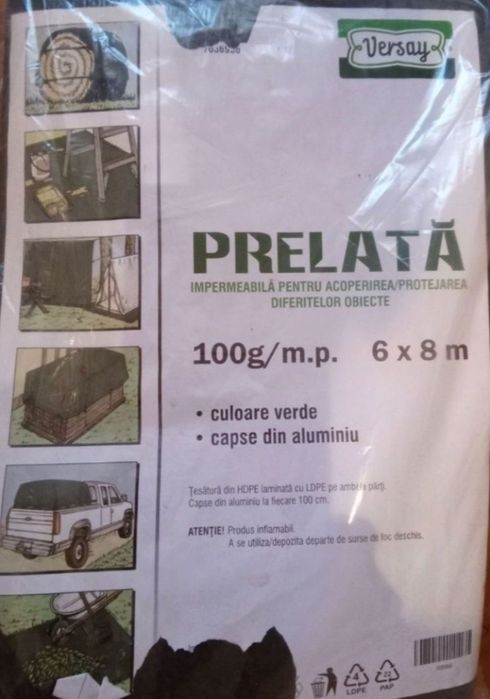 Versay
PRELATĂ
IMPERMEABILĂ PENTRU ACOPERIREA/PROTEJAREA
DIFERITELOR OBIECTE
100g/m.p. 6 x 8 m
• culoare verde
• capse din aluminiu
Țesătură din HDPE laminată cu LDPE pe ambele părți.
Capse din aluminiu la fiecare 100 cm.
ATENȚIE! Produs inflamabil.
A se utiliza/depozita departe de surse de foc deschis.
4
LDPE
22
PAP